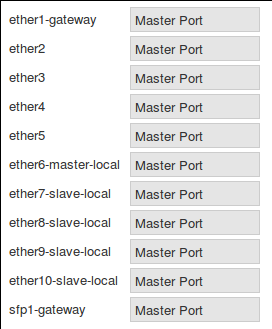 ether1-gateway Master Port
ether2 Master Port
ether3 Master Port
ether4 Master Port
ether5 Master Port
ether6-master-local Master Port
ether7-slave-local Master Port
ether8-slave-local Master Port
ether9-slave-local Master Port
ether10-slave-local Master Port
sfp1-gateway Master Port